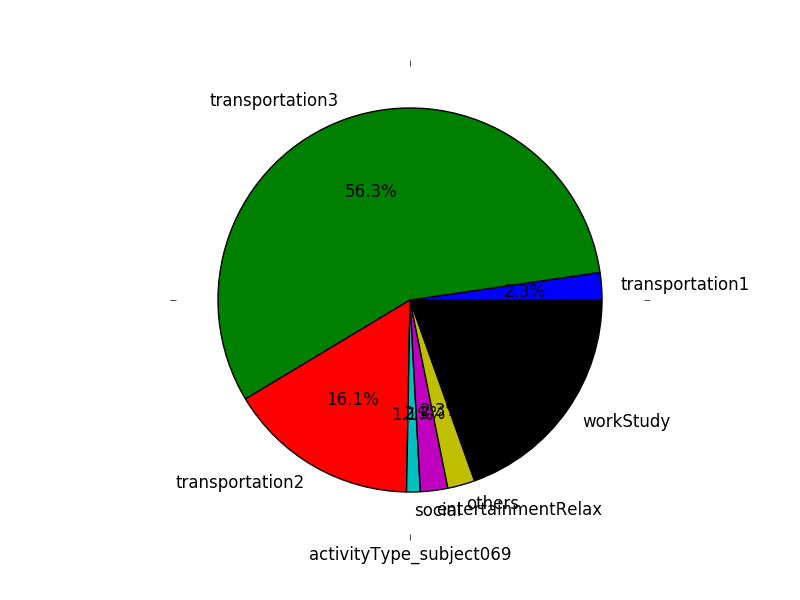 transportation3
56.3%
transportation1
2.3%
16.1%
workStudy
transportation2
others
social
entertainmentRelax
activityType_subject069